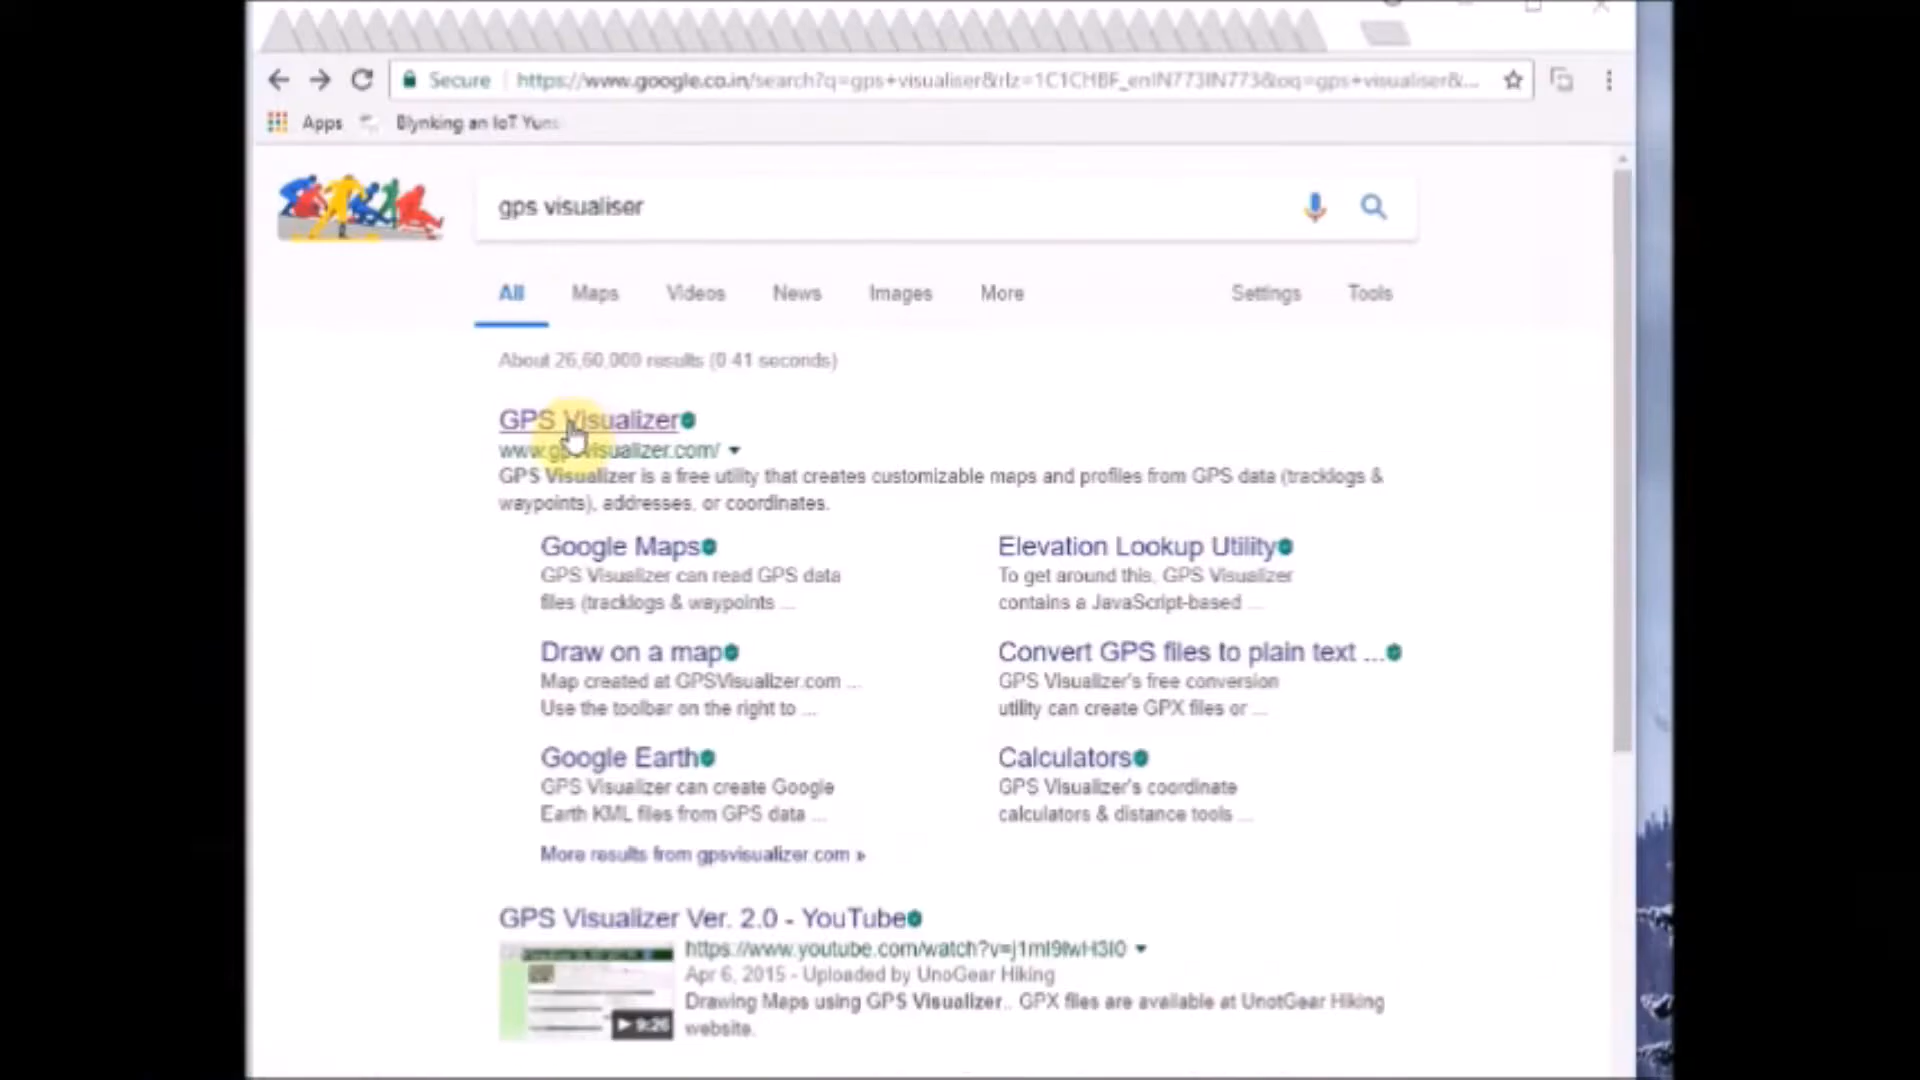 Secure https://www.google.co.in/search?q=gps+visualiser&rlz=1C1CHBF_enIN773IN773&oq=gps+visualiser&...
Apps Blynking an IoT Yuns
gps visualiser
All Maps Videos News Images More Settings Tools
About 26,60,000 results (0.41 seconds)
GPS Visualizer
www.gpsvisualizer.com/
GPS Visualizer is a free utility that creates customizable maps and profiles from GPS data (tracklogs &
waypoints), addresses, or coordinates.
Google Maps
GPS Visualizer can read GPS data
files (tracklogs & waypoints ...
Elevation Lookup Utility
To get around this, GPS Visualizer
contains a JavaScript-based ...
Draw on a map
Map created at GPSVisualizer.com ...
Use the toolbar on the right to ...
Convert GPS files to plain text ...
GPS Visualizer's free conversion
utility can create GPX files or ...
Google Earth
GPS Visualizer can create Google
Earth KML files from GPS data ...
Calculators
GPS Visualizer's coordinate
calculators & distance tools ...
More results from gpsvisualizer.com »
GPS Visualizer Ver. 2.0 - YouTube
Apr 6, 2015 - Uploaded by UnoGear Hiking
Drawing Maps using GPS Visualizer.. GPX files are available at UnotGear Hiking
website.
9:26